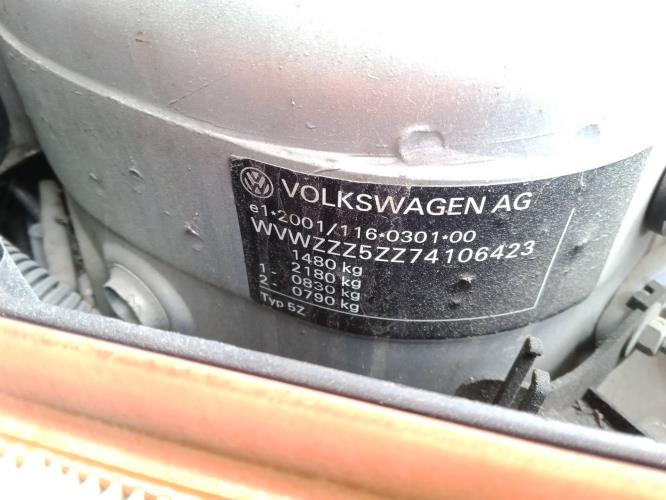 VOLKSWAGEN AG
e1*2001/116*0301*00
WVWZZZ5ZZ74106423
1480 kg
1- 2180 kg
2- 0830 kg
0790 kg
Typ 5Z